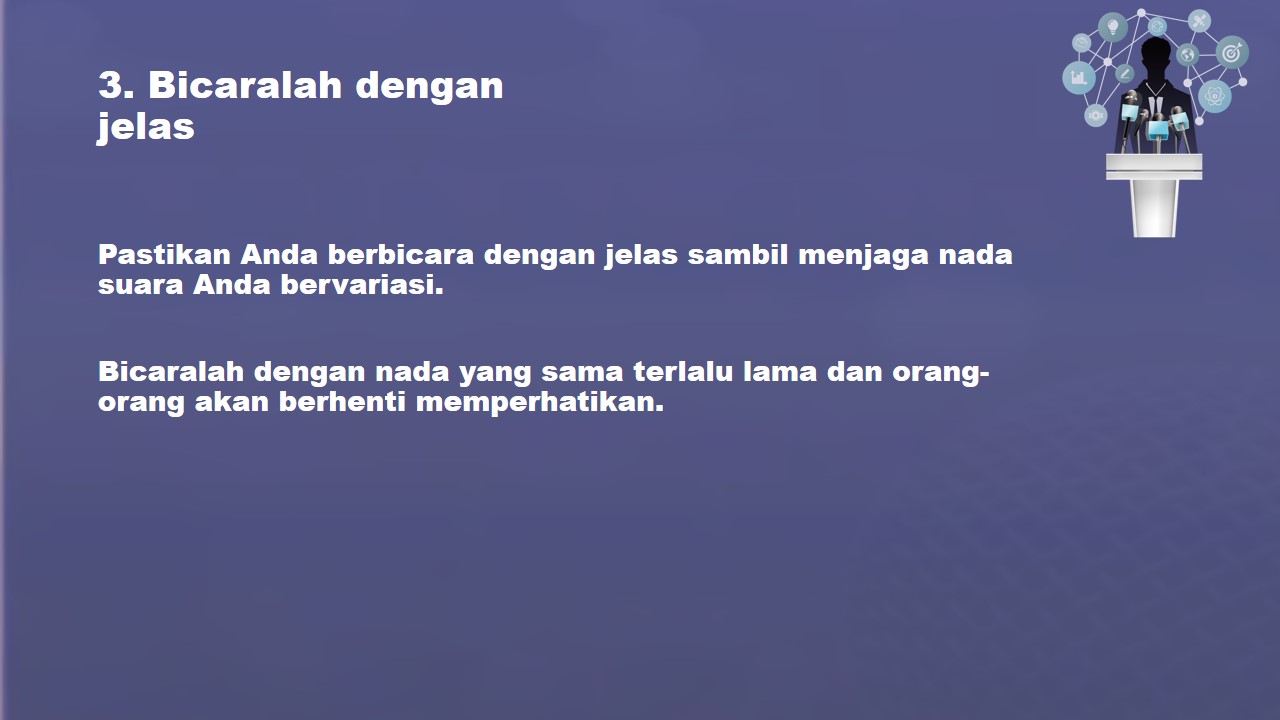 3. Bicaralah dengan
jelas
Pastikan Anda berbicara dengan jelas sambil menjaga nada
suara Anda bervariasi.
Bicaralah dengan nada yang sama terlalu lama dan orang-
orang akan berhenti memperhatikan.